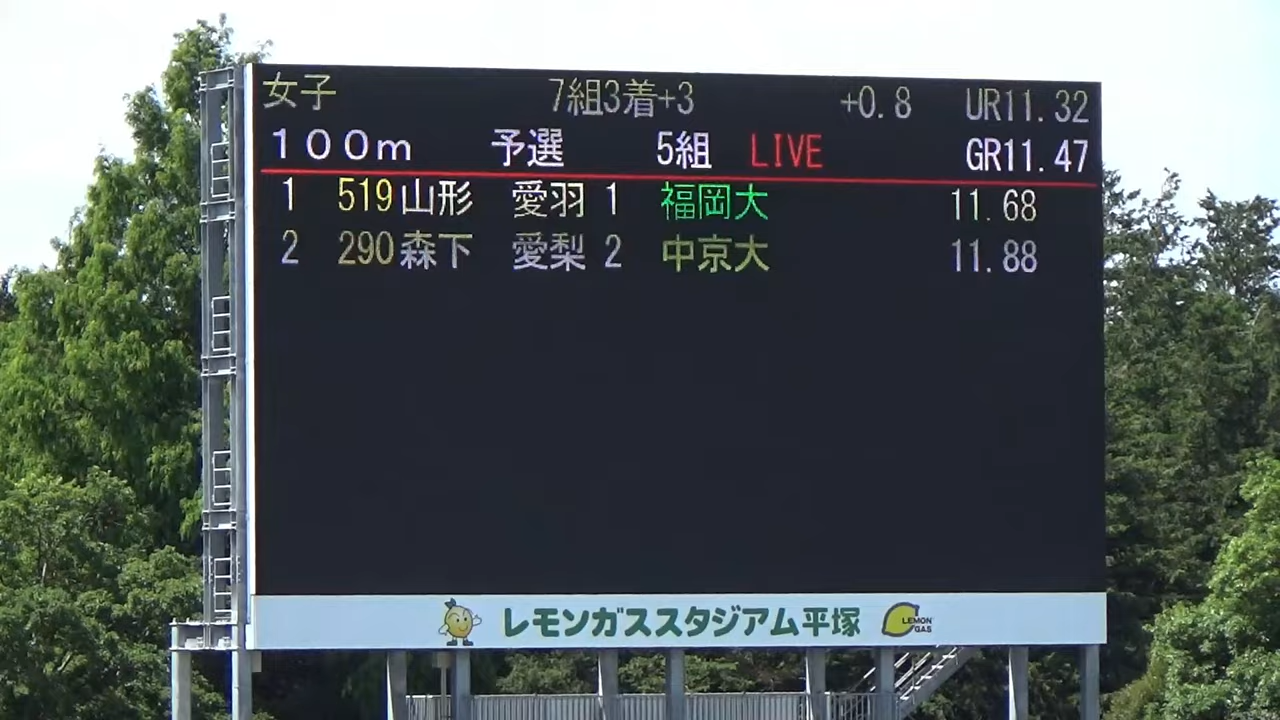 女子 7組3着+3 +0.8 UR11.32
100m 予選 5組 LIVE GR11.47
1 519 山形 愛羽 1 福岡大 11.68
2 290 森下 愛梨 2 中京大 11.88
レモンガススタジアム平塚 LEMON GAS